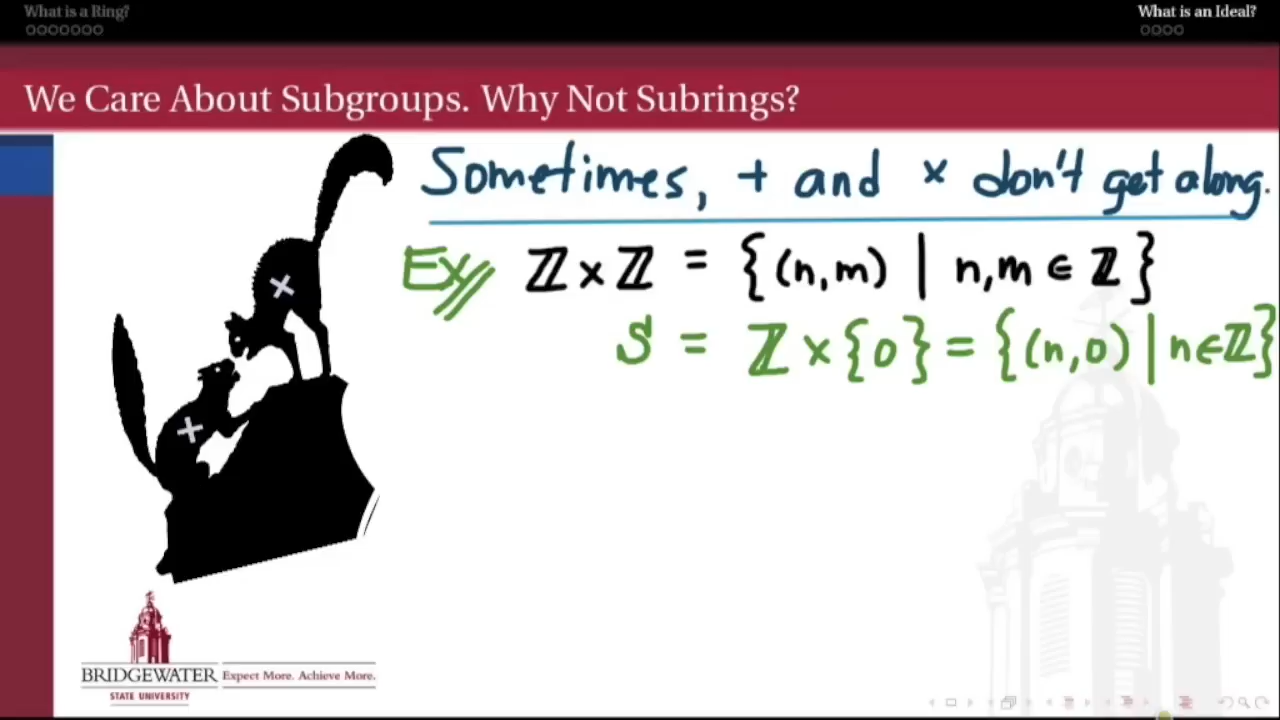 What is a Ring?
What is an Ideal?
We Care About Subgroups. Why Not Subrings?
Sometimes, + and × don't get along.
Ex// ℤ × ℤ = {(n,m) | n,m ∈ ℤ}
S = ℤ × {0} = {(n,0) | n∈ℤ}
×
+
BRIDGEWATER Expect More. Achieve More.
STATE UNIVERSITY